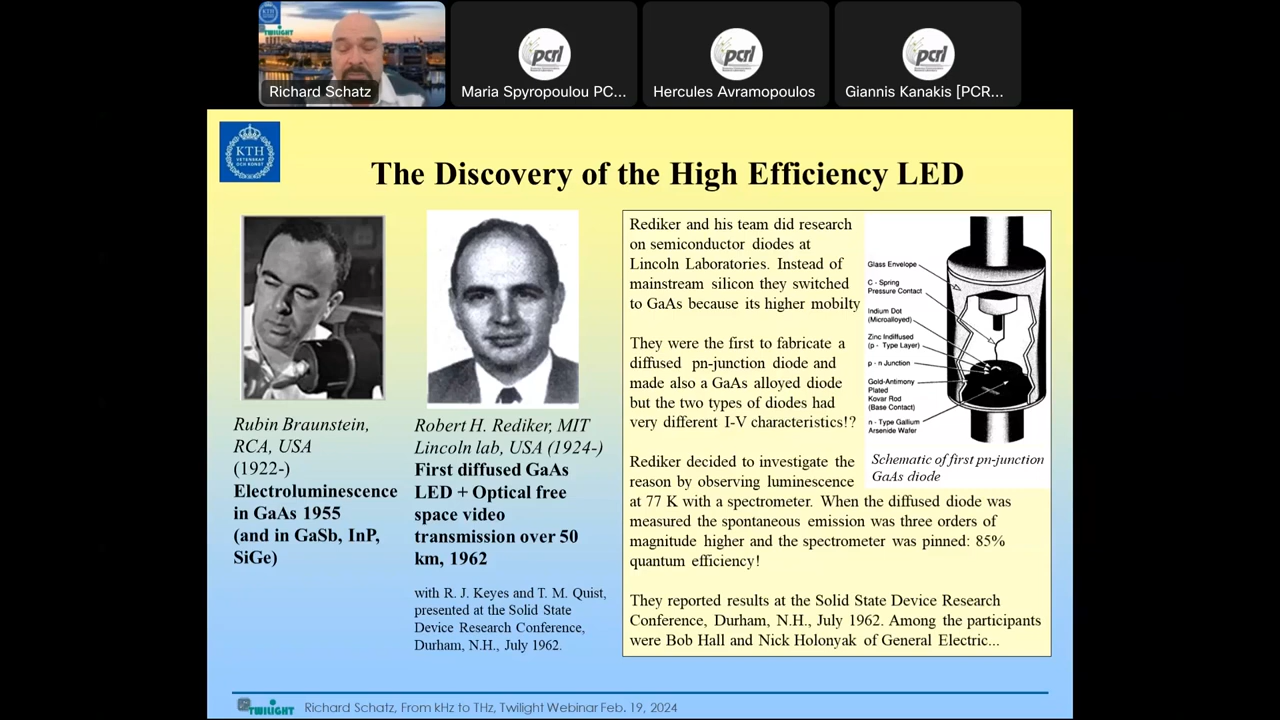 TWILIGHT
Richard Schatz
pcrl
Maria Spyropoulou PC...
pcrl
Hercules Avramopoulos
pcrl
Giannis Kanakis [PCR...
KTH
VETENSKAP
OCH KONST
The Discovery of the High Efficiency LED
Rubin Braunstein,
RCA, USA
(1922-)
Electroluminescence
in GaAs 1955
(and in GaSb, InP,
SiGe)
Robert H. Rediker, MIT
Lincoln lab, USA (1924-)
First diffused GaAs
LED + Optical free
space video
transmission over 50
km, 1962
with R. J. Keyes and T. M. Quist,
presented at the Solid State
Device Research Conference,
Durham, N.H., July 1962.
Rediker and his team did research
on semiconductor diodes at
Lincoln Laboratories. Instead of
mainstream silicon they switched
to GaAs because its higher mobilty
They were the first to fabricate a
diffused pn-junction diode and
made also a GaAs alloyed diode
but the two types of diodes had
very different I-V characteristics!?
Rediker decided to investigate the
reason by observing luminescence
at 77 K with a spectrometer. When the diffused diode was
measured the spontaneous emission was three orders of
magnitude higher and the spectrometer was pinned: 85%
quantum efficiency!
They reported results at the Solid State Device Research
Conference, Durham, N.H., July 1962. Among the participants
were Bob Hall and Nick Holonyak of General Electric...
Glass Envelope
C - Spring
Pressure Contact
Indium Dot
(Microalloyed)
Zinc Indiffused
(p - Type Layer)
p - n Junction
Gold-Antimony
Plated
Kovar Rod
(Base Contact)
n - Type Gallium
Arsenide Wafer
Schematic of first pn-junction
GaAs diode
TWILIGHT
Richard Schatz, From kHz to THz, Twilight Webinar Feb. 19, 2024